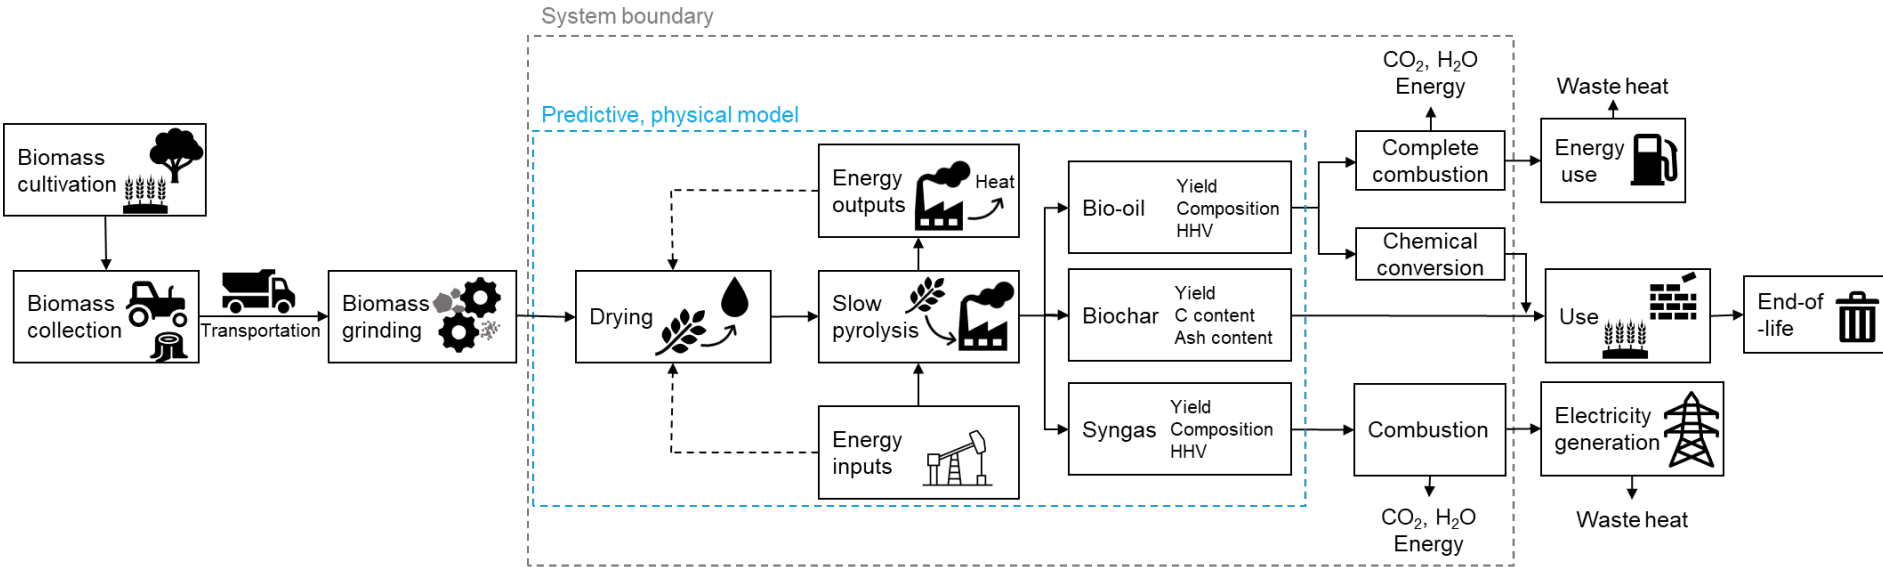 System boundary
Predictive, physical model
Biomass
cultivation
Biomass
collection
Transportation
Biomass
grinding
Drying
Energy
outputs
Heat
Slow
pyrolysis
Energy
inputs
Bio-oil
Yield
Composition
HHV
Biochar
Yield
C content
Ash content
Syngas
Yield
Composition
HHV
CO₂, H₂O
Energy
Complete
combustion
Chemical
conversion
Combustion
CO₂, H₂O
Energy
Waste heat
Energy
use
Use
End-of
-life
Electricity
generation
Waste heat